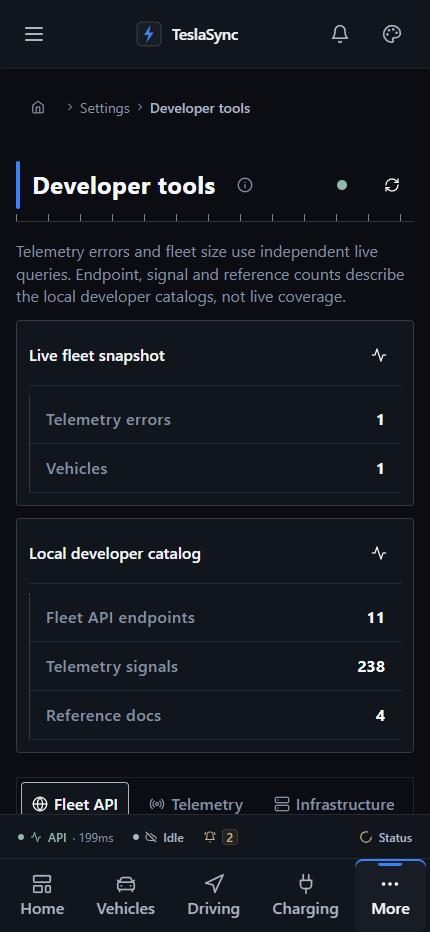 TeslaSync
Settings
Developer tools
Developer tools
Telemetry errors and fleet size use independent live
queries. Endpoint, signal and reference counts describe
the local developer catalogs, not live coverage.
Live fleet snapshot
Telemetry errors 1
Vehicles 1
Local developer catalog
Fleet API endpoints 11
Telemetry signals 238
Reference docs 4
Fleet API Telemetry Infrastructure
API · 199ms Idle 2 Status
Home Vehicles Driving Charging More